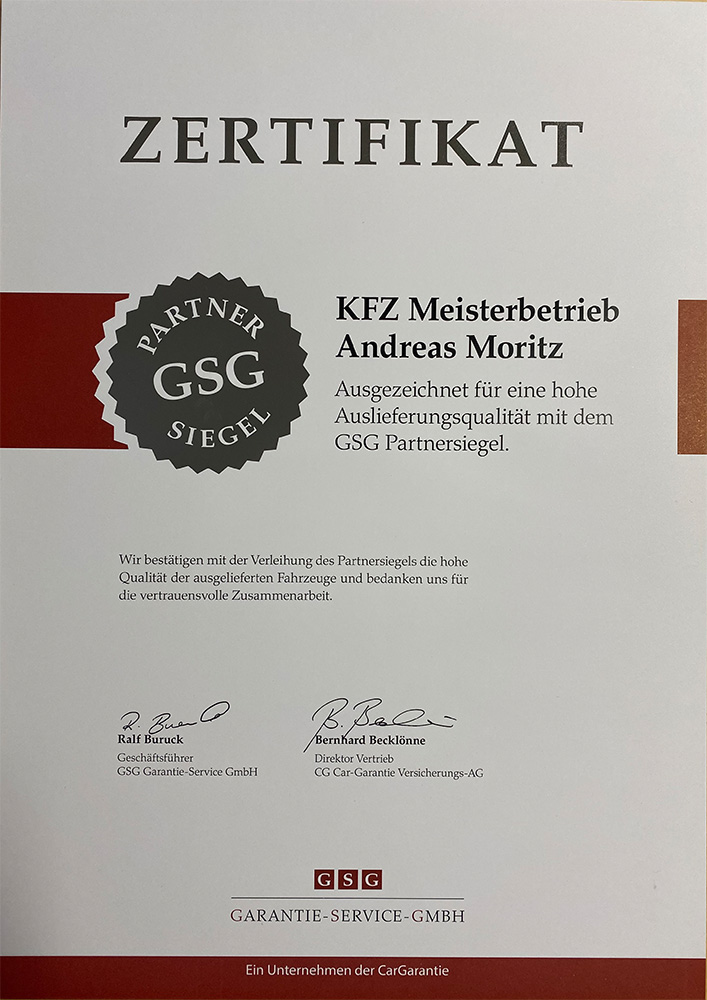 ZERTIFIKAT
PARTNER
GSG
SIEGEL
KFZ Meisterbetrieb
Andreas Moritz
Ausgezeichnet für eine hohe
Auslieferungsqualität mit dem
GSG Partnersiegel.
Wir bestätigen mit der Verleihung des Partnersiegels die hohe
Qualität der ausgelieferten Fahrzeuge und bedanken uns für
die vertrauensvolle Zusammenarbeit.
Ralf Buruck
Geschäftsführer
GSG Garantie-Service GmbH
Bernhard Becklönne
Direktor Vertrieb
CG Car-Garantie Versicherungs-AG
GSG
GARANTIE-SERVICE-GMBH
Ein Unternehmen der CarGarantie